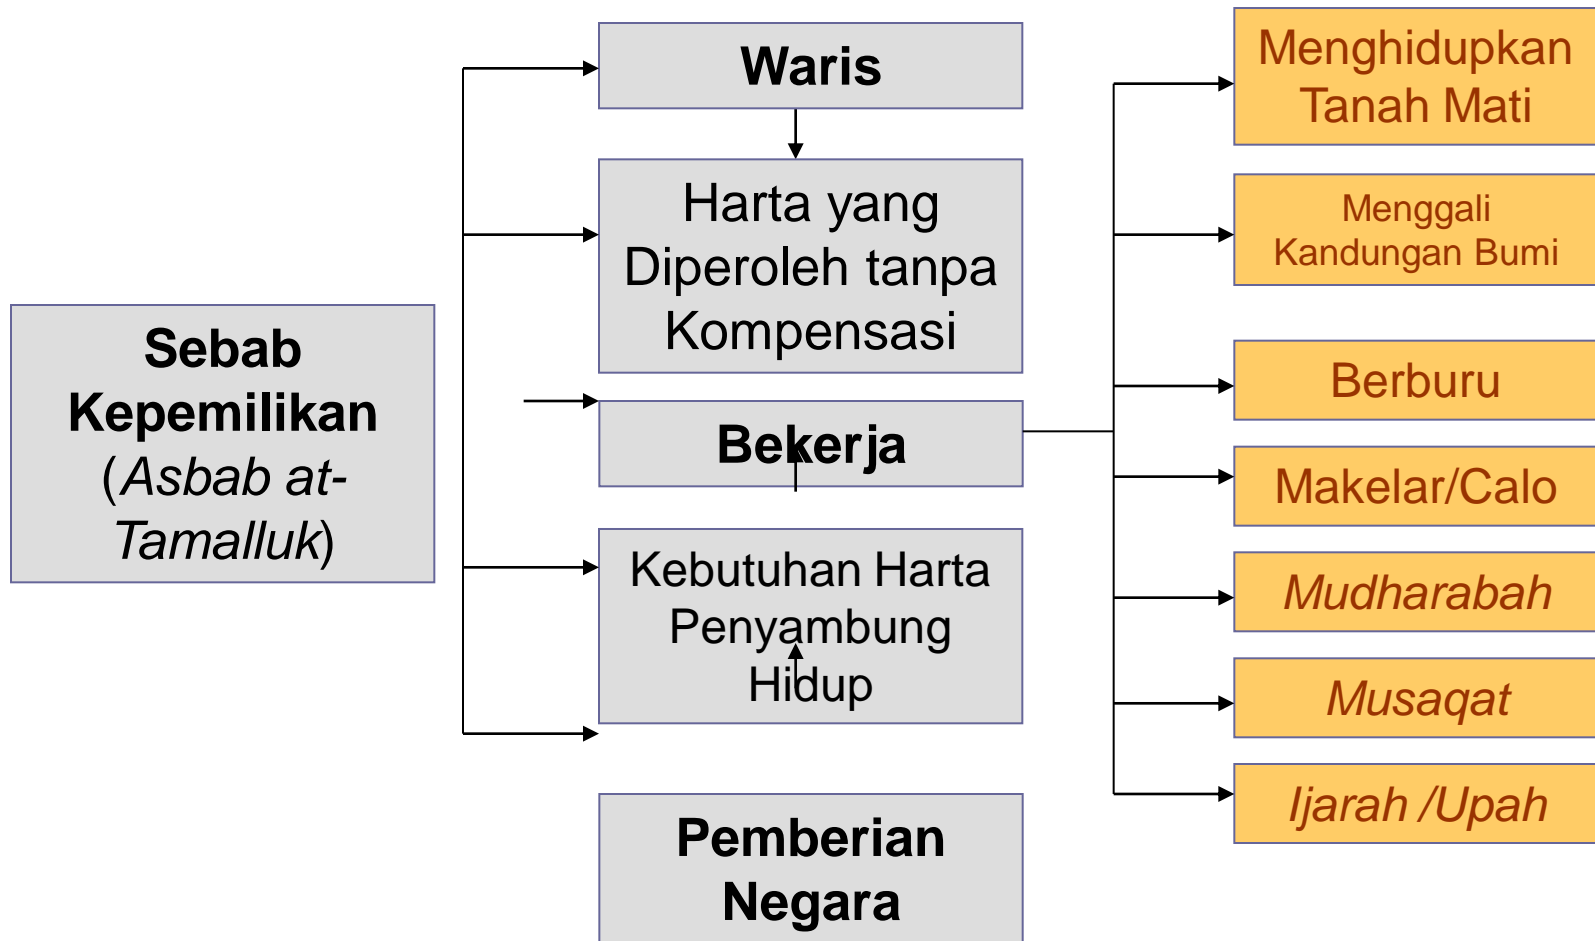 Sebab
Kepemilikan
(Asbab at-
Tamalluk)
Waris
Harta yang
Diperoleh tanpa
Kompensasi
Bekerja
Kebutuhan Harta
Penyambung
Hidup
Pemberian
Negara
Menghidupkan
Tanah Mati
Menggali
Kandungan Bumi
Berburu
Makelar/Calo
Mudharabah
Musaqat
Ijarah /Upah